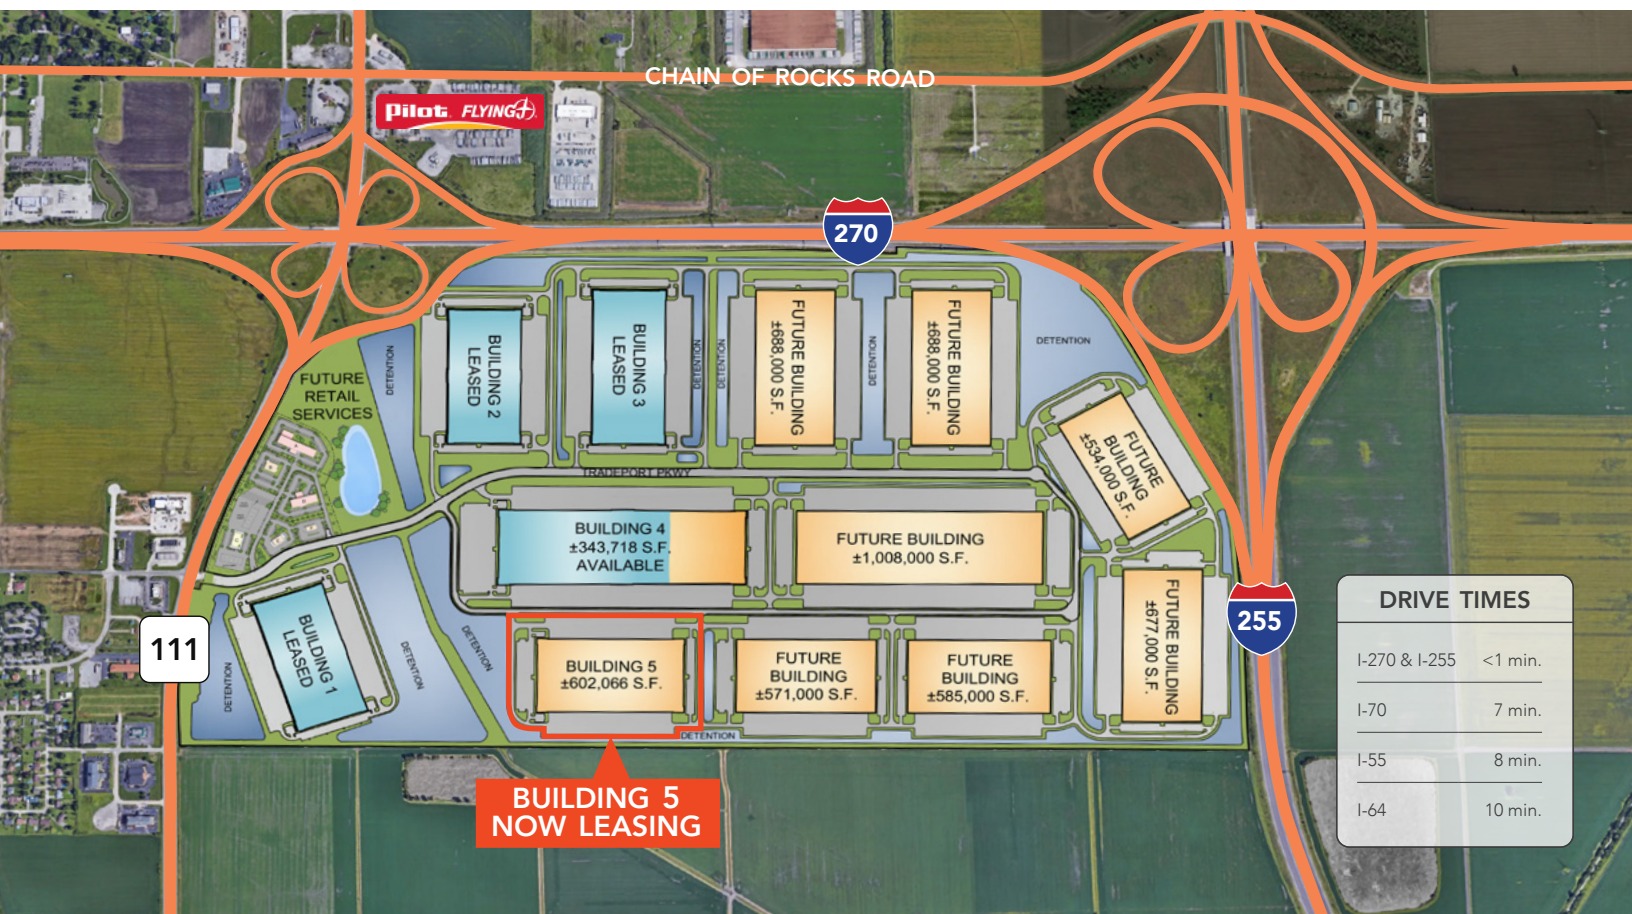 CHAIN OF ROCKS ROAD
Pilot. FLYING J.
270
BUILDING 2
LEASED
BUILDING 3
LEASED
FUTURE BUILDING
±688,000 S.F.
FUTURE BUILDING
±688,000 S.F.
DETENTION
DETENTION
DETENTION
DETENTION
DETENTION
FUTURE
RETAIL
SERVICES
FUTURE
BUILDING
±534,000 S.F.
TRADEPORT PKWY
BUILDING 4
±343,718 S.F.
AVAILABLE
FUTURE BUILDING
±1,008,000 S.F.
111
BUILDING 1
LEASED
DETENTION
DETENTION
DETENTION
BUILDING 5
±602,066 S.F.
FUTURE
BUILDING
±571,000 S.F.
FUTURE
BUILDING
±585,000 S.F.
FUTURE BUILDING
±677,000 S.F.
255
DETENTION
BUILDING 5
NOW LEASING
DRIVE TIMES
I-270 & I-255 <1 min.
I-70 7 min.
I-55 8 min.
I-64 10 min.